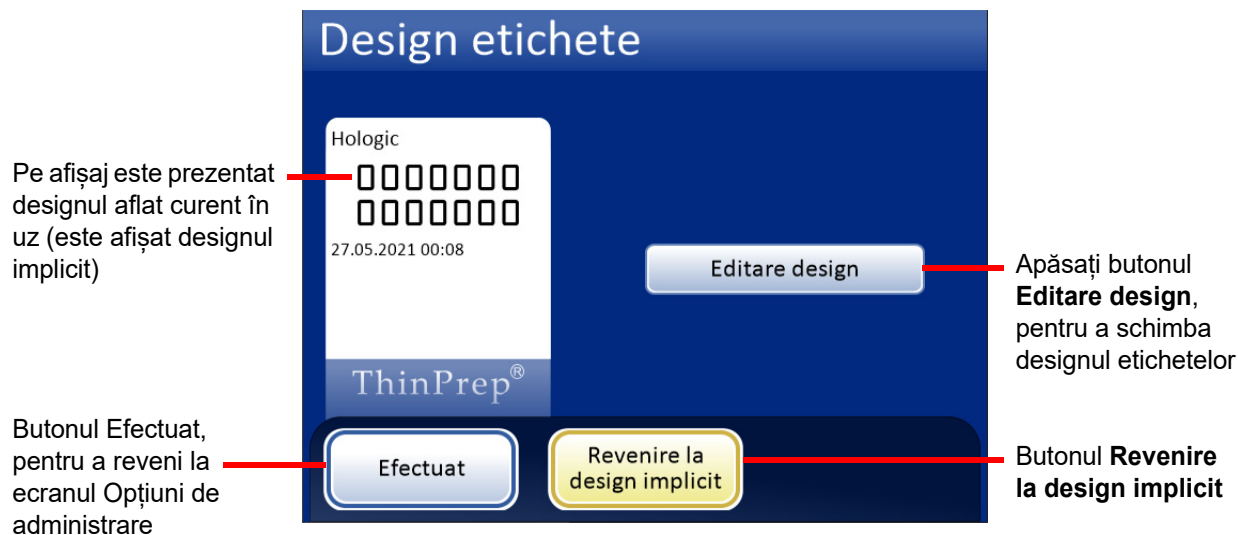 Design etichete
Hologic
27.05.2021 00:08
ThinPrep®
Editare design
Efectuat
Revenire la
design implicit
Pe afișaj este prezentat
designul aflat curent în
uz (este afișat designul
implicit)
Butonul Efectuat,
pentru a reveni la
ecranul Opțiuni de
administrare
Apăsați butonul
Editare design,
pentru a schimba
designul etichetelor
Butonul Revenire
la design implicit